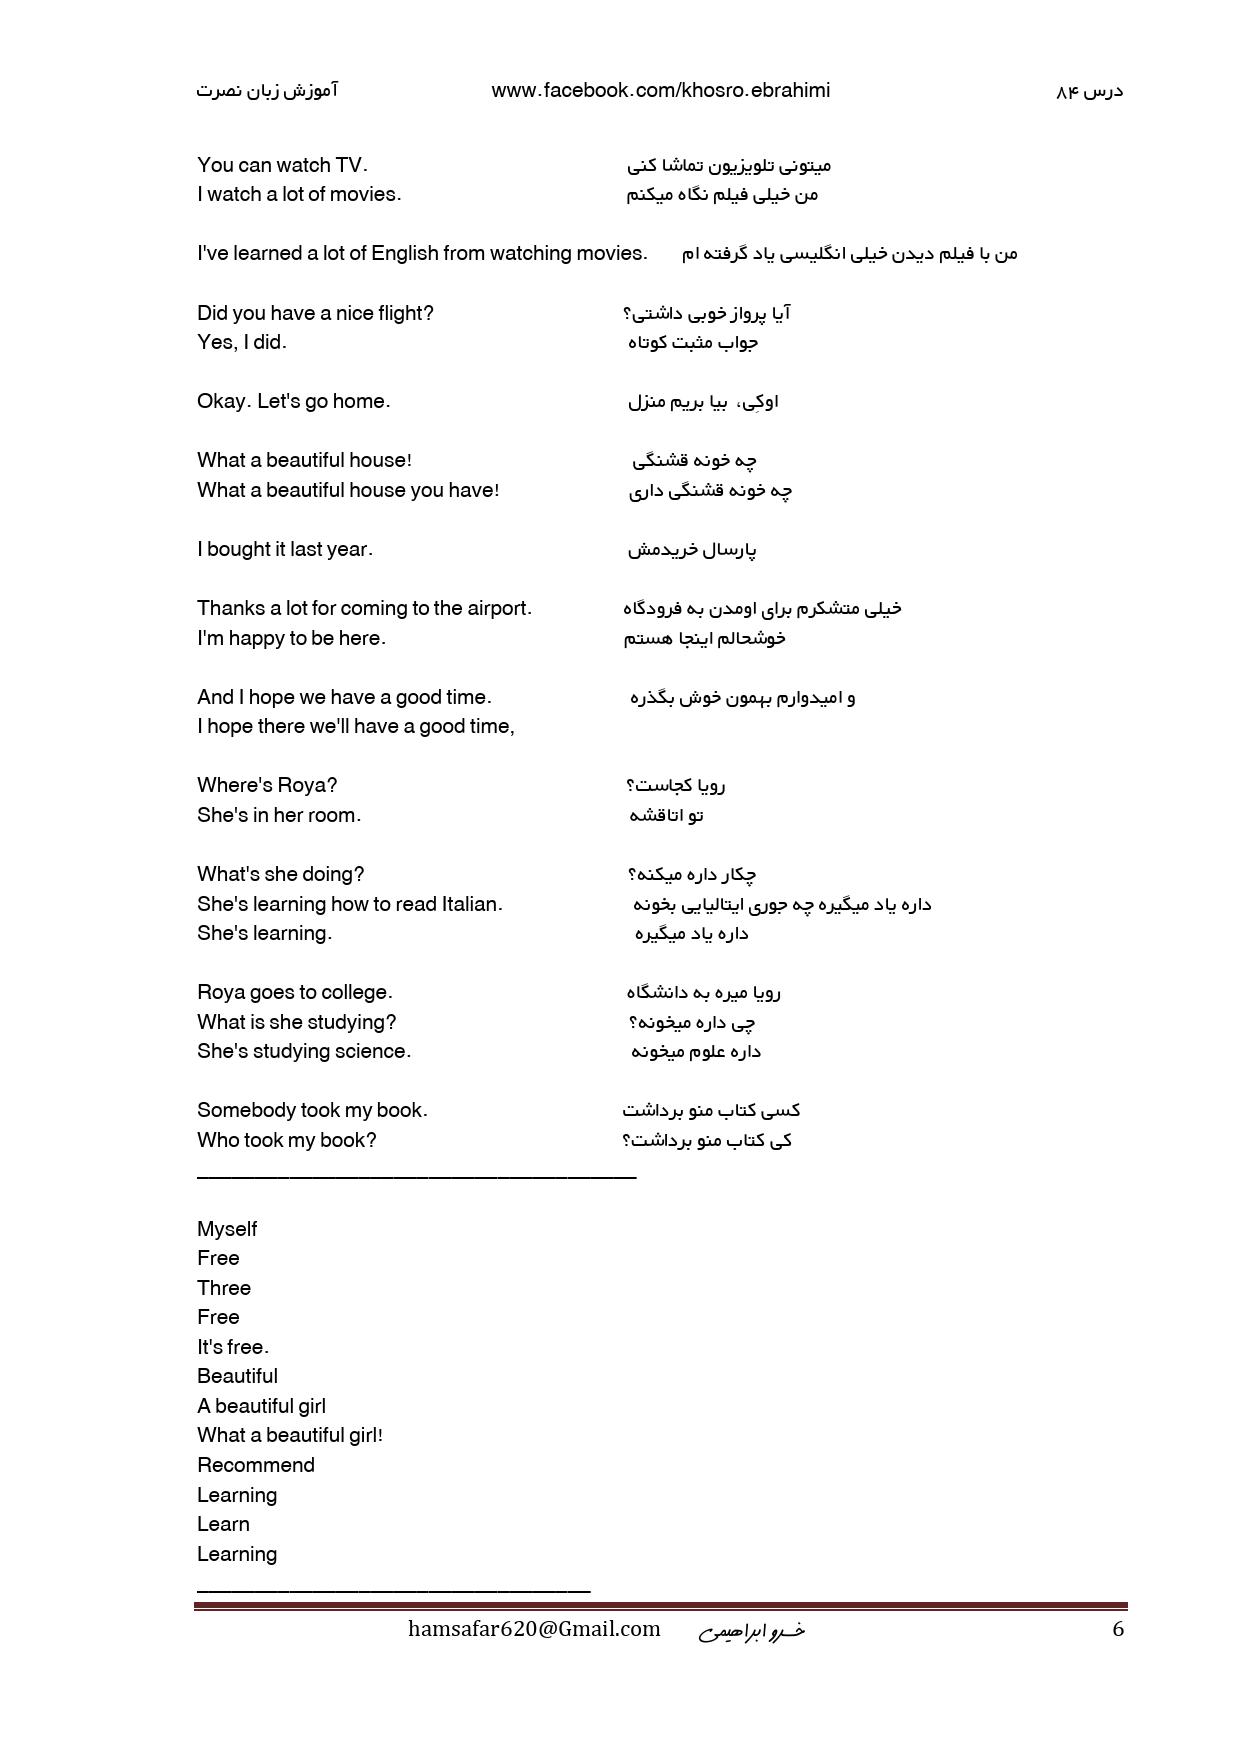 آموزش زبان نصرت www.facebook.com/khosro.ebrahimi درس ۸۴
You can watch TV. میتونی تلویزیون تماشا کنی
I watch a lot of movies. من خیلی فیلم نگاه میکنم
I've learned a lot of English from watching movies. من با فیلم دیدن خیلی انگلیسی یاد گرفته ام
Did you have a nice flight? آیا پرواز خوبی داشتی؟
Yes, I did. جواب مثبت کوتاه
Okay. Let's go home. اوکِی، بیا بریم منزل
What a beautiful house! چه خونه قشنگی
What a beautiful house you have! چه خونه قشنگی داری
I bought it last year. پارسال خریدمش
Thanks a lot for coming to the airport. خیلی متشکرم برای اومدن به فرودگاه
I'm happy to be here. خوشحالم اینجا هستم
And I hope we have a good time. و امیدوارم بهمون خوش بگذره
I hope there we'll have a good time,
Where's Roya? رویا کجاست؟
She's in her room. تو اتاقشه
What's she doing? چکار داره میکنه؟
She's learning how to read Italian. داره یاد میگیره چه جوری ایتالیایی بخونه
She's learning. داره یاد میگیره
Roya goes to college. رویا میره به دانشگاه
What is she studying? چی داره میخونه؟
She's studying science. داره علوم میخونه
Somebody took my book. کسی کتاب منو برداشت
Who took my book? کی کتاب منو برداشت؟
Myself
Free
Three
Free
It's free.
Beautiful
A beautiful girl
What a beautiful girl!
Recommend
Learning
Learn
Learning
hamsafar620@Gmail.com خسرو ابراهیمی 6